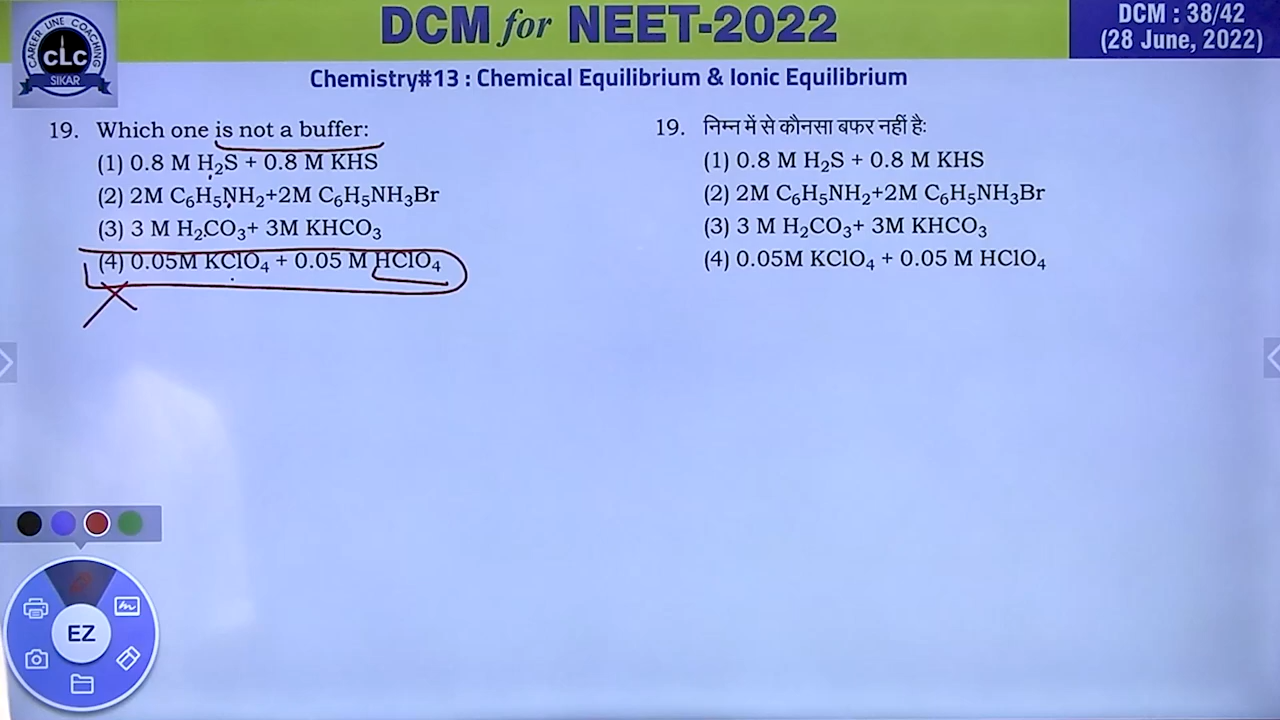 DCM for NEET-2022
DCM : 38/42
(28 June, 2022)
CAREER LINE COACHING
CLC
SIKAR
Chemistry#13 : Chemical Equilibrium & Ionic Equilibrium
19. Which one is not a buffer:
(1) 0.8 M H₂S + 0.8 M KHS
(2) 2M C₆H₅NH₂+2M C₆H₅NH₃Br
(3) 3 M H₂CO₃+ 3M KHCO₃
(4) 0.05M KClO₄ + 0.05 M HClO₄
19. निम्न में से कौनसा बफर नहीं है:
(1) 0.8 M H₂S + 0.8 M KHS
(2) 2M C₆H₅NH₂+2M C₆H₅NH₃Br
(3) 3 M H₂CO₃+ 3M KHCO₃
(4) 0.05M KClO₄ + 0.05 M HClO₄
EZ